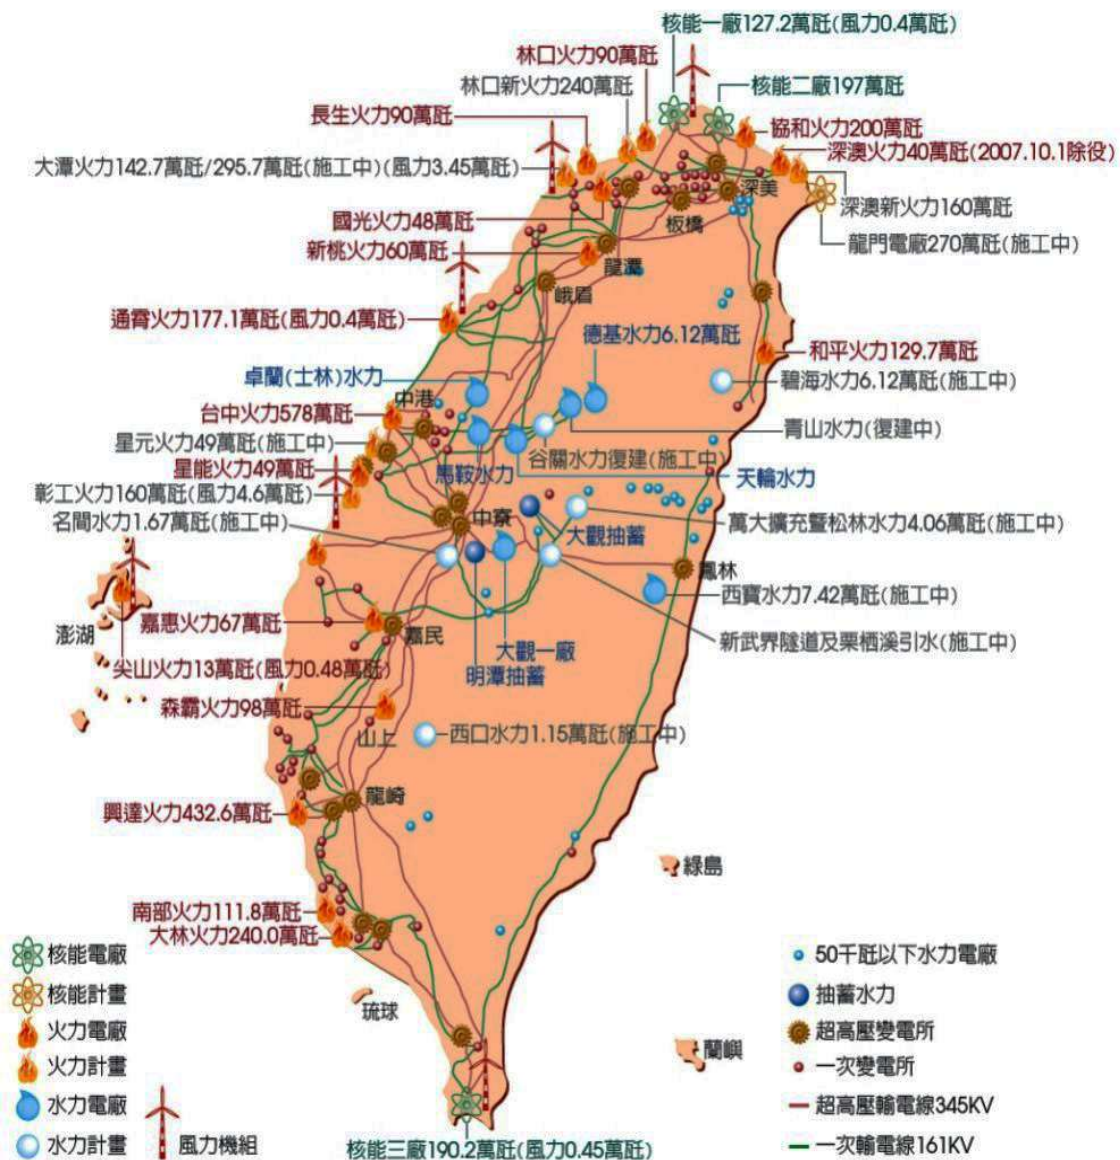 核能一廠127.2萬瓩(風力0.4萬瓩)
林口火力90萬瓩
核能二廠197萬瓩
林口新火力240萬瓩
長生火力90萬瓩
協和火力200萬瓩
深澳火力40萬瓩(2007.10.1除役)
大潭火力142.7萬瓩/295.7萬瓩(施工中)(風力3.45萬瓩)
深美
深澳新火力160萬瓩
國光火力48萬瓩
板橋
龍門電廠270萬瓩(施工中)
新桃火力60萬瓩
龍潭
峨眉
通霄火力177.1萬瓩(風力0.4萬瓩)
德基水力6.12萬瓩
和平火力129.7萬瓩
卓蘭(士林)水力
碧海水力6.12萬瓩(施工中)
中港
台中火力578萬瓩
青山水力(復建中)
星元火力49萬瓩(施工中)
谷關水力復建(施工中)
星能火力49萬瓩
馬鞍水力
天輪水力
彰工火力160萬瓩(風力4.6萬瓩)
名間水力1.67萬瓩(施工中)
中寮
萬大擴充暨松林水力4.06萬瓩(施工中)
大觀抽蓄
鳳林
西寶水力7.42萬瓩(施工中)
澎湖
嘉惠火力67萬瓩
嘉民
新武界隧道及栗栖溪引水(施工中)
大觀一廠
尖山火力13萬瓩(風力0.48萬瓩)
明潭抽蓄
森霸火力98萬瓩
山上
西口水力1.15萬瓩(施工中)
龍崎
興達火力432.6萬瓩
綠島
南部火力111.8萬瓩
大林火力240.0萬瓩
琉球
蘭嶼
核能三廠190.2萬瓩(風力0.45萬瓩)
核能電廠
核能計畫
火力電廠
火力計畫
水力電廠
水力計畫
風力機組
50千瓩以下水力電廠
抽蓄水力
超高壓變電所
一次變電所
超高壓輸電線345KV
一次輸電線161KV